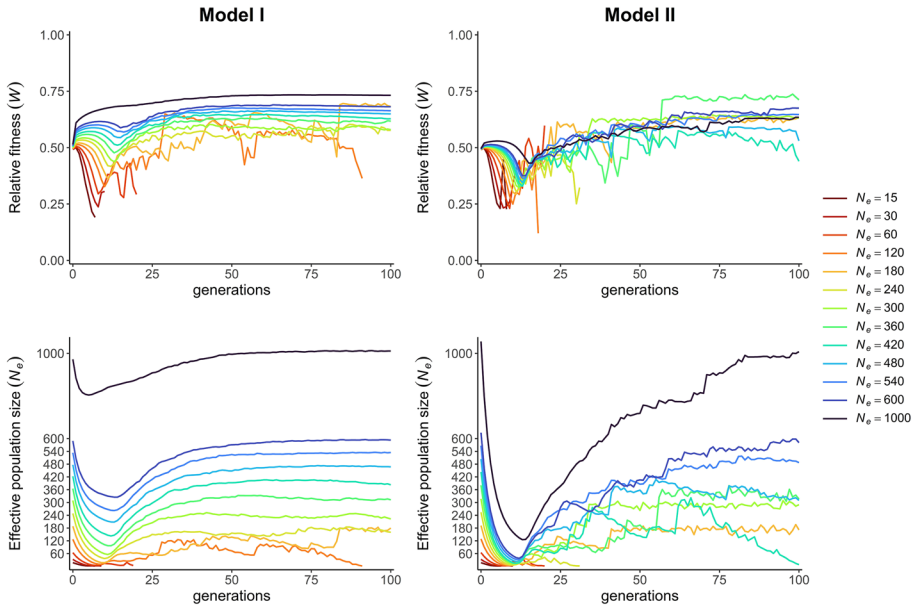 Model I
Model II
1.00
0.75
0.50
0.25
0.00
Relative fitness (W)
0
25
50
75
100
generations
1.00
0.75
0.50
0.25
0.00
Relative fitness (W)
0
25
50
75
100
generations
1000
600
540
480
420
360
300
240
180
120
60
Effective population size (Ne)
0
25
50
75
100
generations
1000
600
540
480
420
360
300
240
180
120
60
Effective population size (Ne)
0
25
50
75
100
generations
Ne = 15
Ne = 30
Ne = 60
Ne = 120
Ne = 180
Ne = 240
Ne = 300
Ne = 360
Ne = 420
Ne = 480
Ne = 540
Ne = 600
Ne = 1000